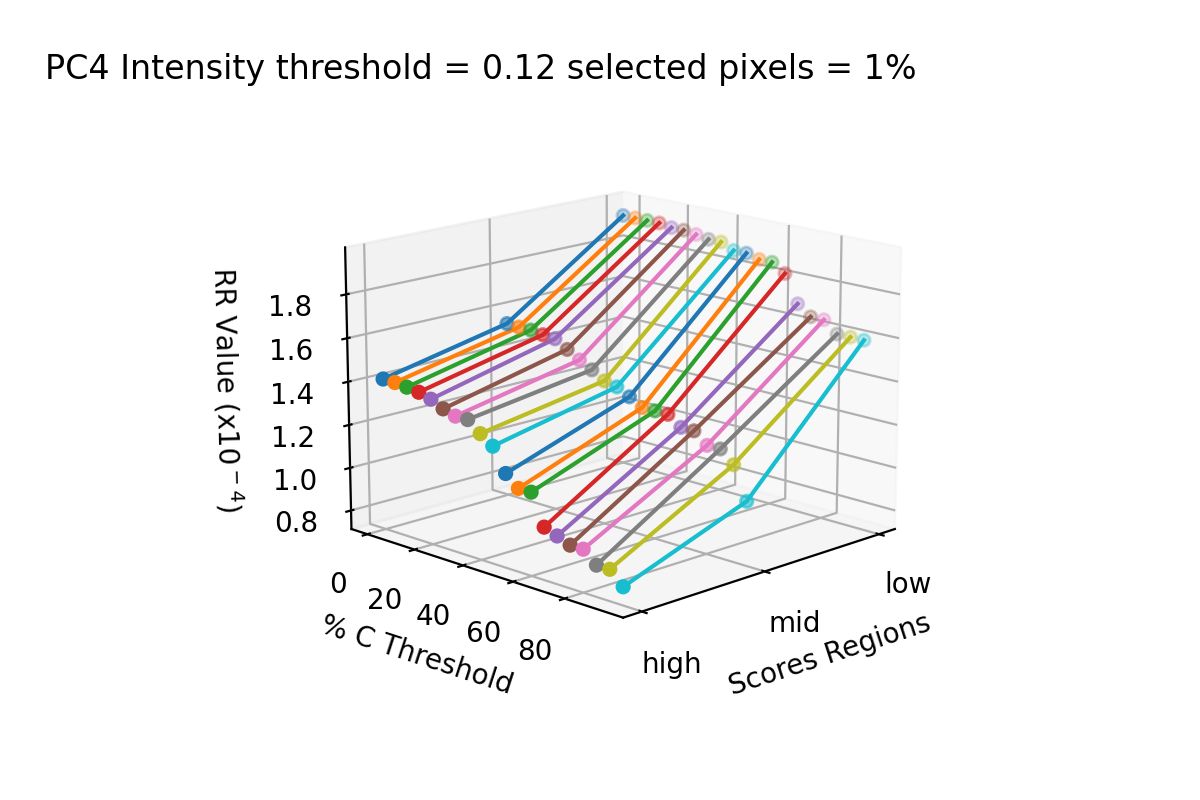 PC4 Intensity threshold = 0.12 selected pixels = 1%
RR Value (x10⁻⁴)
1.8
1.6
1.4
1.2
1.0
0.8
0
20
40
60
80
% C Threshold
high
mid
low
Scores Regions